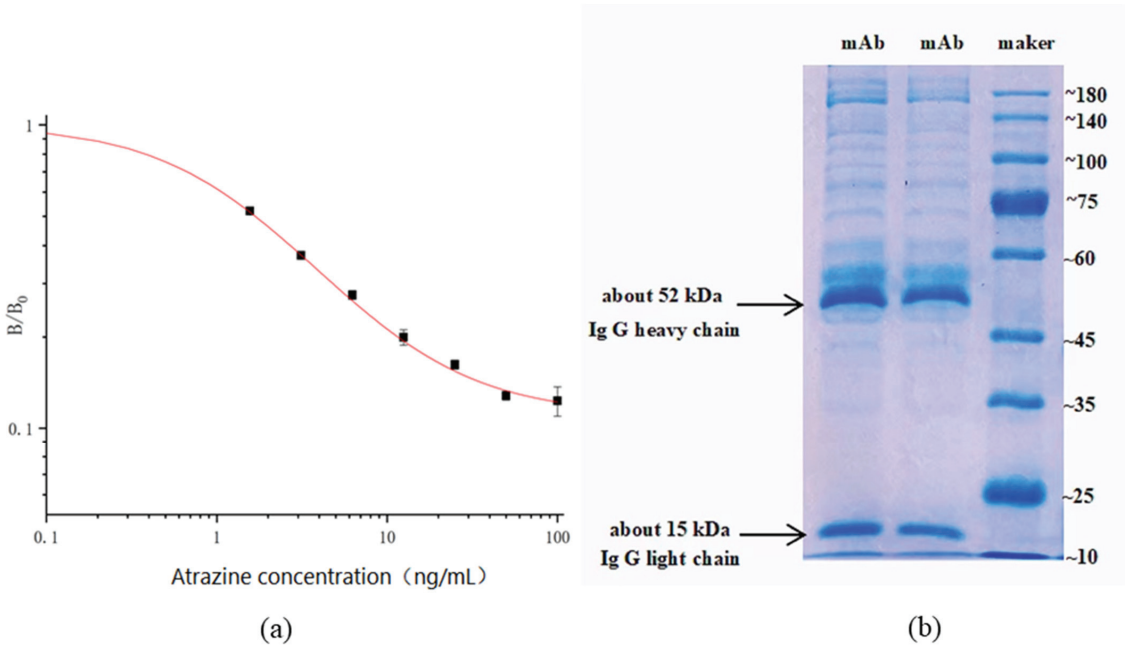 1
0.1
B/B0
0.1 1 10 100
Atrazine concentration（ng/mL）
(a)
mAb mAb maker
~180
~140
~100
~75
~60
about 52 kDa
Ig G heavy chain
~45
~35
~25
about 15 kDa
Ig G light chain
~10
(b)